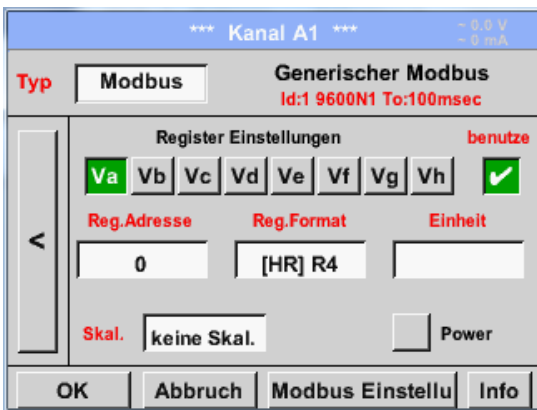 *** Kanal A1 ***
~ 0.0 V
~ 0 mA
Typ Modbus Generischer Modbus
Id:1 9600N1 To:100msec
Register Einstellungen benutze
Va Vb Vc Vd Ve Vf Vg Vh
Reg.Adresse Reg.Format Einheit
< 0 [HR] R4
Skal. keine Skal. Power
OK Abbruch Modbus Einstellu Info